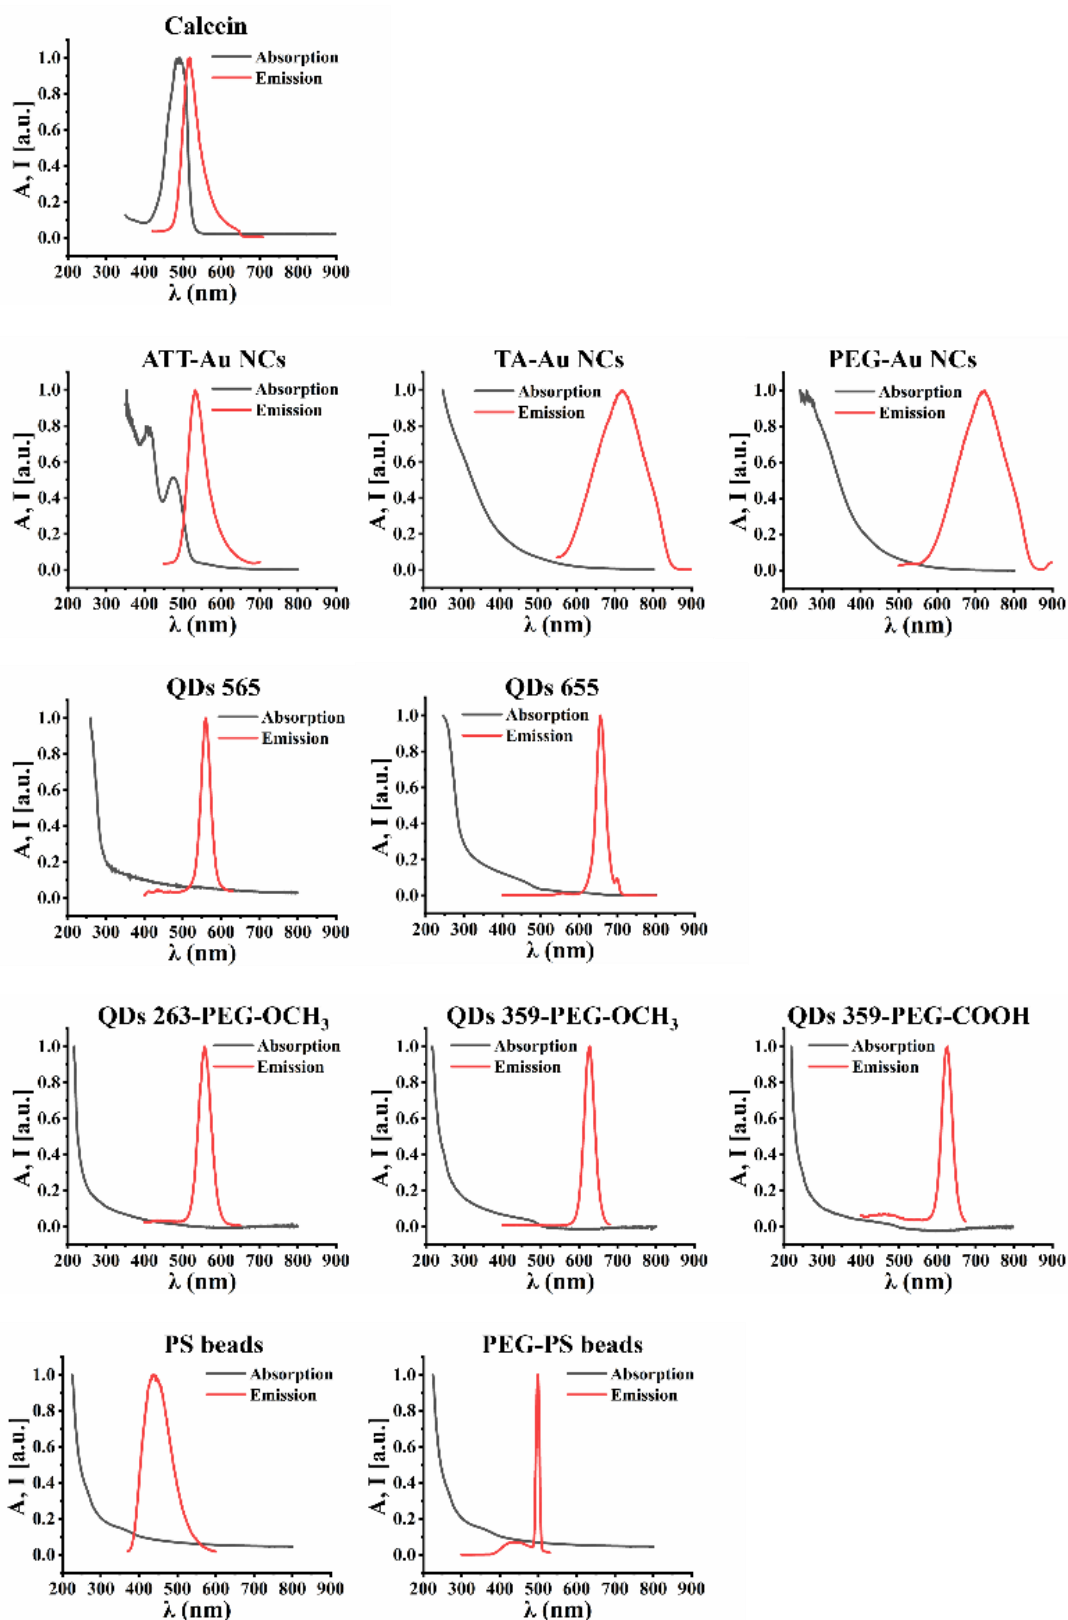 Calcein
Absorption
Emission
A, I [a.u.]
1.0
0.8
0.6
0.4
0.2
0.0
200 300 400 500 600 700 800 900
λ (nm)
ATT-Au NCs
Absorption
Emission
A, I [a.u.]
1.0
0.8
0.6
0.4
0.2
0.0
200 300 400 500 600 700 800 900
λ (nm)
TA-Au NCs
Absorption
Emission
A, I [a.u.]
1.0
0.8
0.6
0.4
0.2
0.0
200 300 400 500 600 700 800 900
λ (nm)
PEG-Au NCs
Absorption
Emission
A, I [a.u.]
1.0
0.8
0.6
0.4
0.2
0.0
200 300 400 500 600 700 800 900
λ (nm)
QDs 565
Absorption
Emission
A, I [a.u.]
1.0
0.8
0.6
0.4
0.2
0.0
200 300 400 500 600 700 800 900
λ (nm)
QDs 655
Absorption
Emission
A, I [a.u.]
1.0
0.8
0.6
0.4
0.2
0.0
200 300 400 500 600 700 800 900
λ (nm)
QDs 263-PEG-OCH₃
Absorption
Emission
A, I [a.u.]
1.0
0.8
0.6
0.4
0.2
0.0
200 300 400 500 600 700 800 900
λ (nm)
QDs 359-PEG-OCH₃
Absorption
Emission
A, I [a.u.]
1.0
0.8
0.6
0.4
0.2
0.0
200 300 400 500 600 700 800 900
λ (nm)
QDs 359-PEG-COOH
Absorption
Emission
A, I [a.u.]
1.0
0.8
0.6
0.4
0.2
0.0
200 300 400 500 600 700 800 900
λ (nm)
PS beads
Absorption
Emission
A, I [a.u.]
1.0
0.8
0.6
0.4
0.2
0.0
200 300 400 500 600 700 800 900
λ (nm)
PEG-PS beads
Absorption
Emission
A, I [a.u.]
1.0
0.8
0.6
0.4
0.2
0.0
200 300 400 500 600 700 800 900
λ (nm)